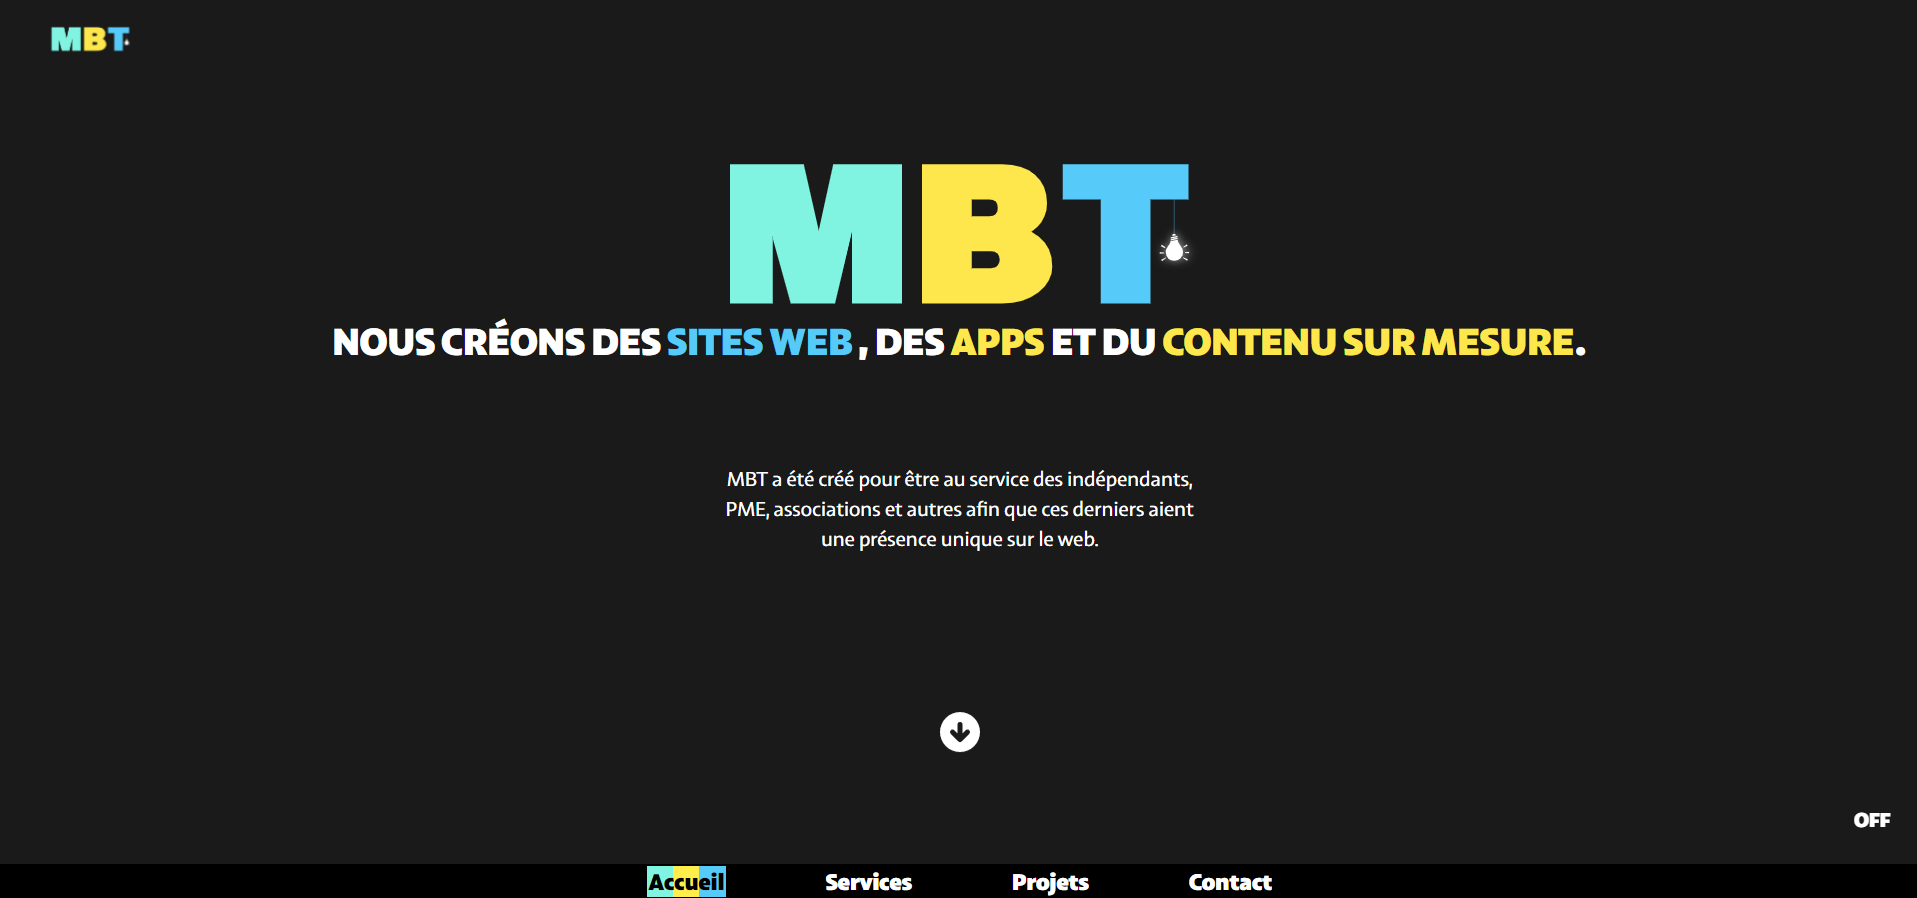 MBT
MBT
NOUS CRÉONS DES SITES WEB , DES APPS ET DU CONTENU SUR MESURE.
MBT a été créé pour être au service des indépendants,
PME, associations et autres afin que ces derniers aient
une présence unique sur le web.
OFF
Accueil Services Projets Contact